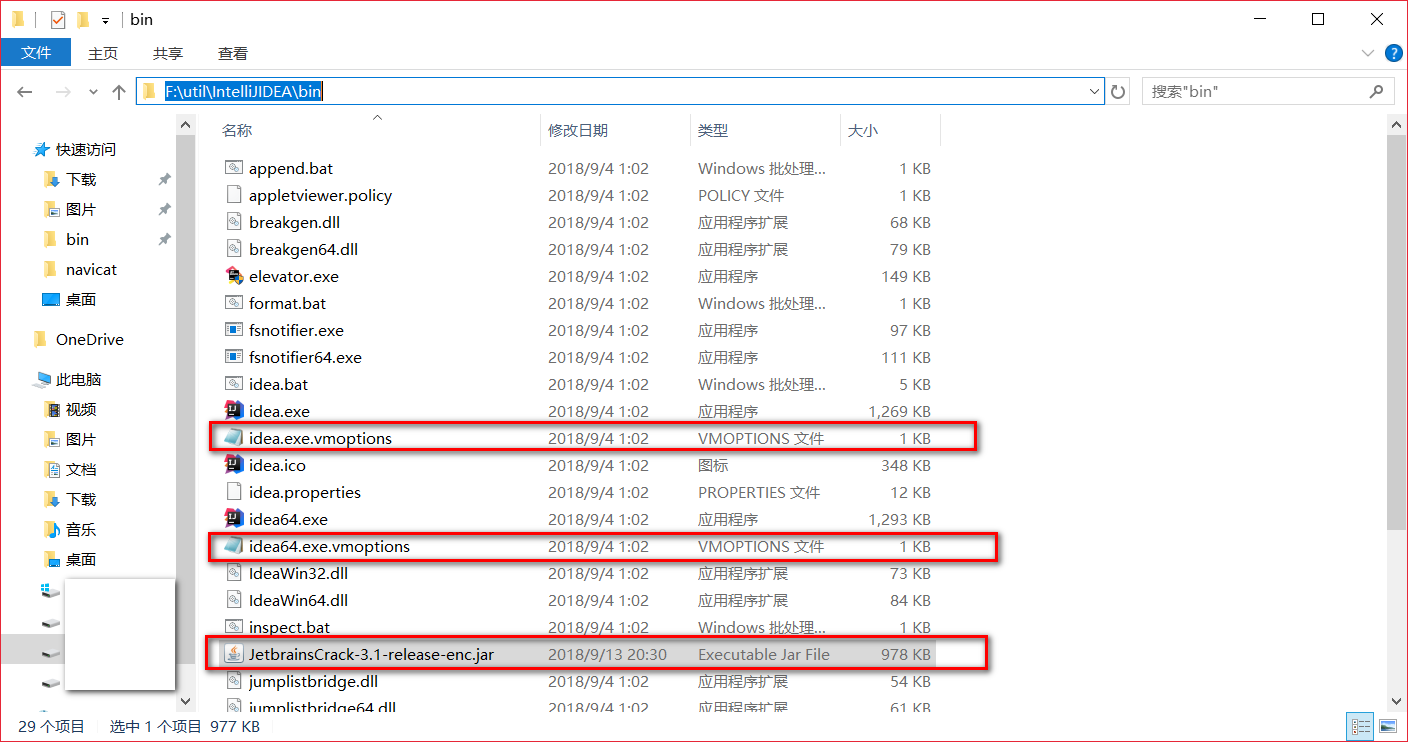 bin
文件 主页 共享 查看
F:\util\IntelliJIDEA\bin 搜索"bin"
名称 修改日期 类型 大小
快速访问
下载
图片
bin
navicat
桌面
OneDrive
此电脑
视频
图片
文档
下载
音乐
桌面
append.bat 2018/9/4 1:02 Windows 批处理... 1 KB
appletviewer.policy 2018/9/4 1:02 POLICY 文件 1 KB
breakgen.dll 2018/9/4 1:02 应用程序扩展 68 KB
breakgen64.dll 2018/9/4 1:02 应用程序扩展 79 KB
elevator.exe 2018/9/4 1:02 应用程序 149 KB
format.bat 2018/9/4 1:02 Windows 批处理... 1 KB
fsnotifier.exe 2018/9/4 1:02 应用程序 97 KB
fsnotifier64.exe 2018/9/4 1:02 应用程序 111 KB
idea.bat 2018/9/4 1:02 Windows 批处理... 5 KB
idea.exe 2018/9/4 1:02 应用程序 1,269 KB
idea.exe.vmoptions 2018/9/4 1:02 VMOPTIONS 文件 1 KB
idea.ico 2018/9/4 1:02 图标 348 KB
idea.properties 2018/9/4 1:02 PROPERTIES 文件 12 KB
idea64.exe 2018/9/4 1:02 应用程序 1,293 KB
idea64.exe.vmoptions 2018/9/4 1:02 VMOPTIONS 文件 1 KB
IdeaWin32.dll 2018/9/4 1:02 应用程序扩展 73 KB
IdeaWin64.dll 2018/9/4 1:02 应用程序扩展 84 KB
inspect.bat 2018/9/4 1:02 Windows 批处理... 1 KB
JetbrainsCrack-3.1-release-enc.jar 2018/9/13 20:30 Executable Jar File 978 KB
jumplistbridge.dll 2018/9/4 1:02 应用程序扩展 54 KB
jumplistbridge64.dll 2018/9/4 1:02 应用程序扩展 61 KB
29 个项目 选中 1 个项目 977 KB